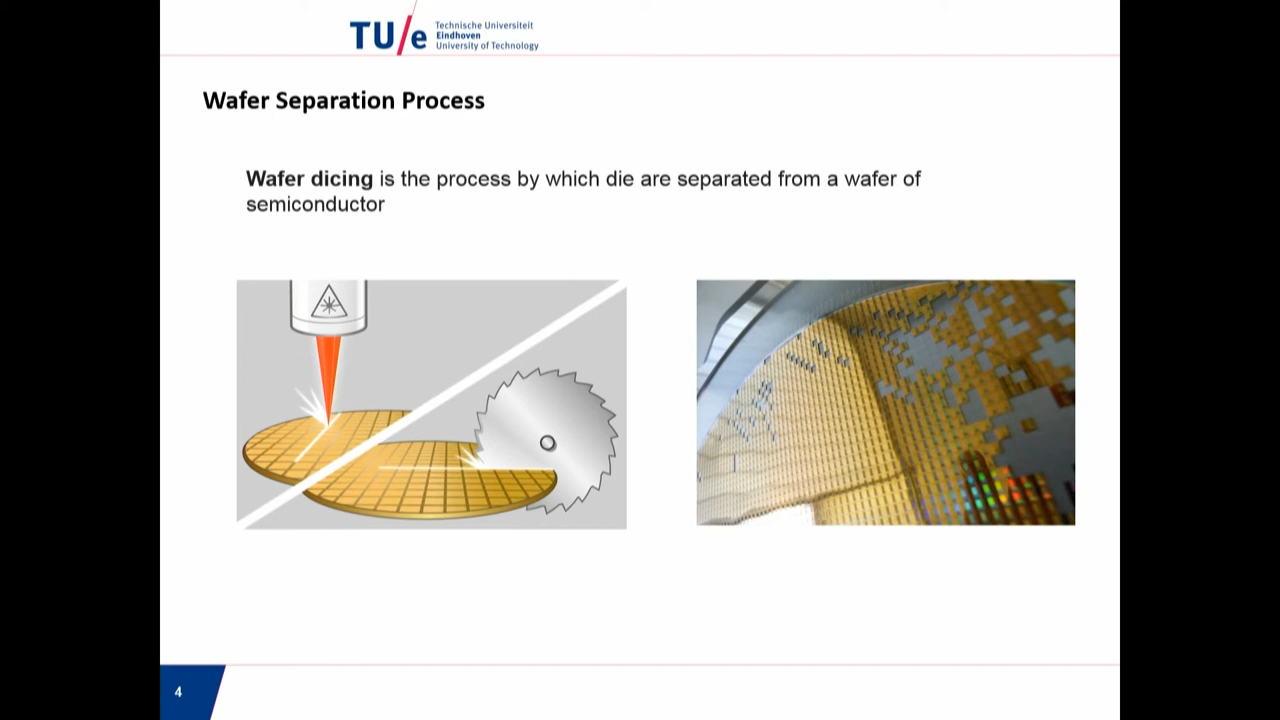 TU/e
Technische Universiteit
Eindhoven
University of Technology
Wafer Separation Process
Wafer dicing is the process by which die are separated from a wafer of
semiconductor
4